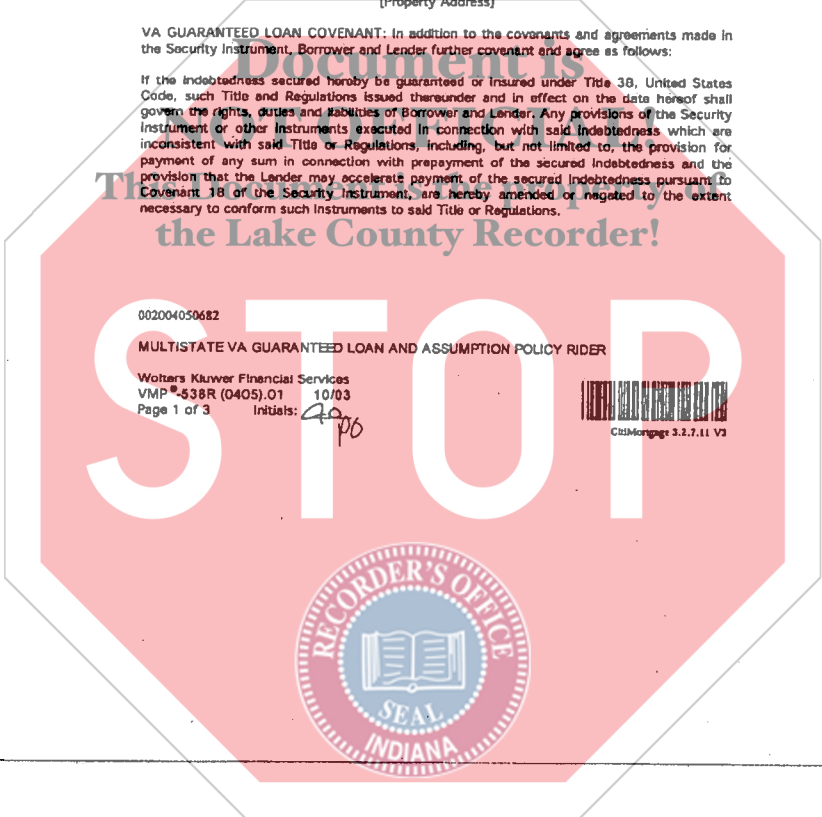 [Property Address]
VA GUARANTEED LOAN COVENANT: In addition to the covenants and agreements made in
the Security Instrument, Borrower and Lender further covenant and agree as follows:
Document is
If the indebtedness secured hereby be guaranteed or insured under Title 38, United States
Code, such Title and Regulations issued thereunder and in effect on the date hereof shall
govern the rights, duties and liabilities of Borrower and Lender. Any provisions of the Security
NOT OFFICIAL!
Instrument or other instruments executed in connection with said indebtedness which are
inconsistent with said Title or Regulations, including, but not limited to, the provision for
payment of any sum in connection with prepayment of the secured indebtedness and the
provision that the Lender may accelerate payment of the secured indebtedness pursuant to
This Document is the property of
Covenant 18 of the Security Instrument, are hereby amended or negated to the extent
necessary to conform such instruments to said Title or Regulations.
the Lake County Recorder!
002004050682
STOP
MULTISTATE VA GUARANTEED LOAN AND ASSUMPTION POLICY RIDER
Wolters Kluwer Financial Services
VMP®-538R (0405).01 10/03
Page 1 of 3 Initials:
CitiMortgage 3.2.7.11 V3
RECORDER'S OFFICE
SEAL
INDIANA